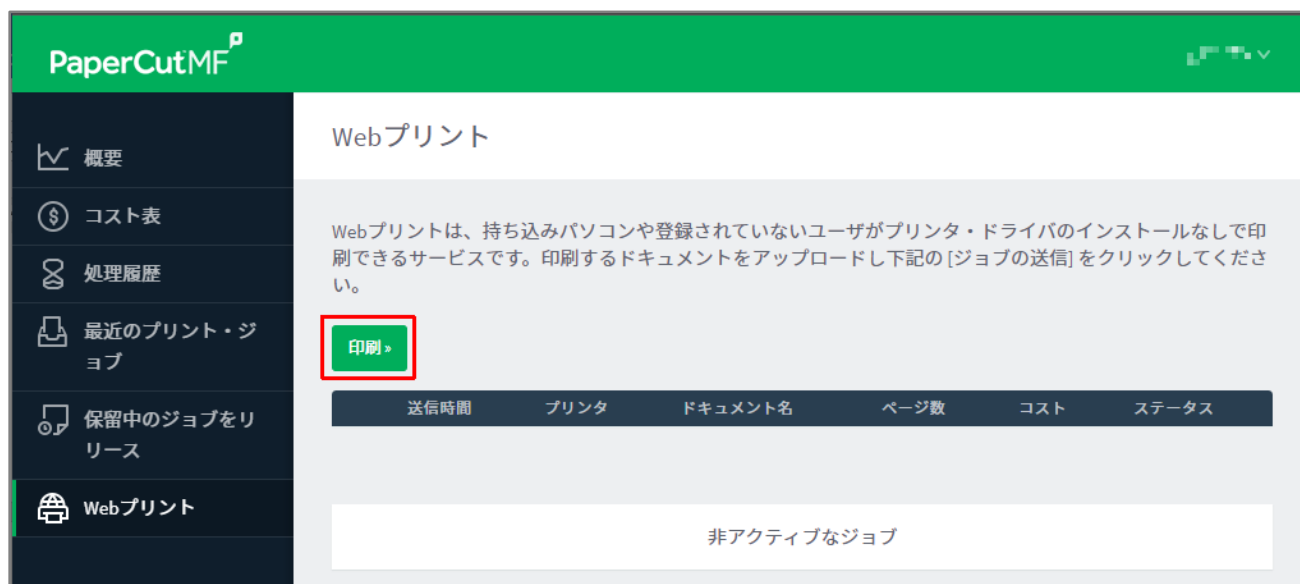 PaperCutMF
概要
コスト表
処理履歴
最近のプリント・ジ
ョブ
保留中のジョブをリ
リース
Webプリント
Webプリント
Webプリントは、持ち込みパソコンや登録されていないユーザがプリンタ・ドライバのインストールなしで印
刷できるサービスです。印刷するドキュメントをアップロードし下記の [ジョブの送信] をクリックしてくださ
い。
印刷»
送信時間 プリンタ ドキュメント名 ページ数 コスト ステータス
非アクティブなジョブ